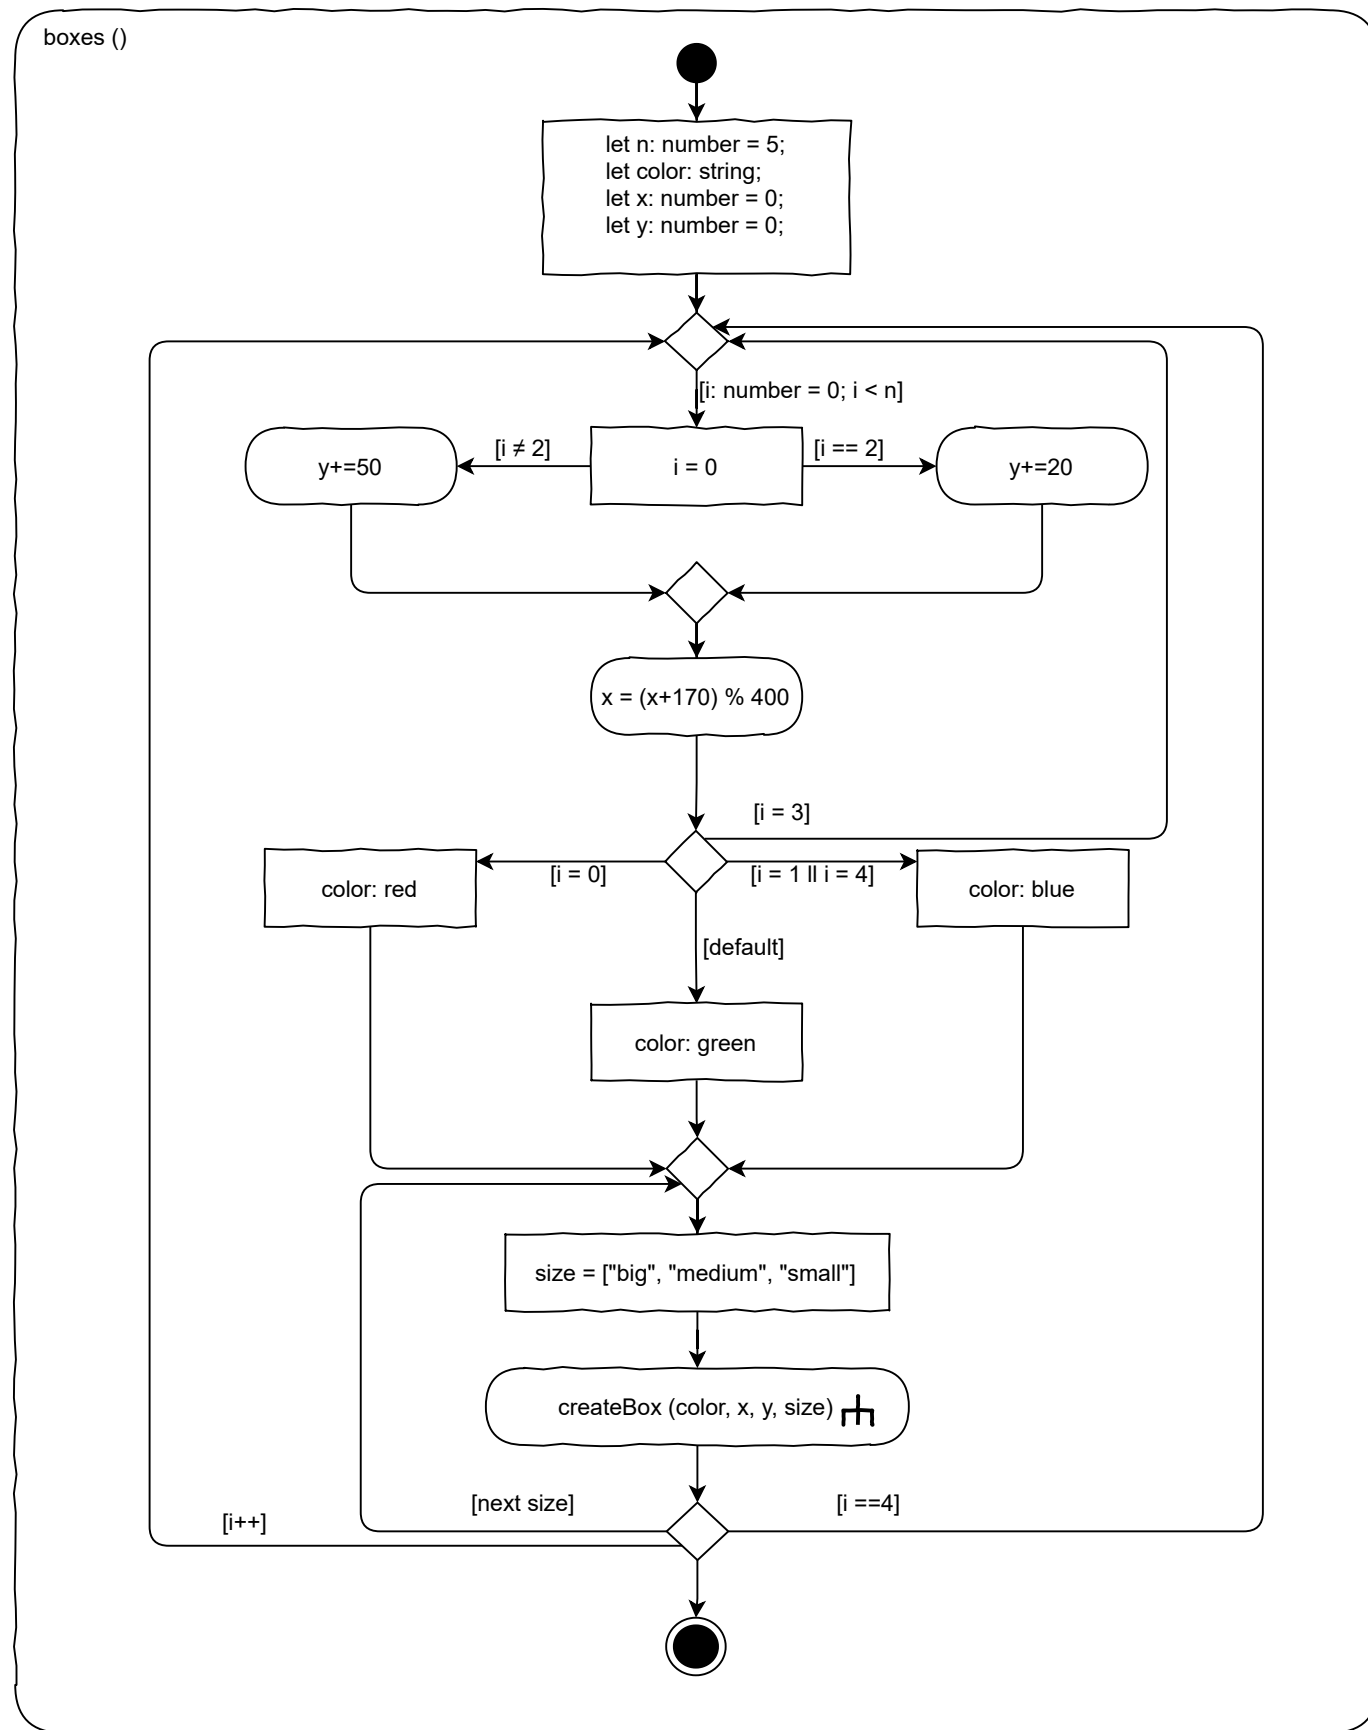 boxes ()
let n: number = 5;
let color: string;
let x: number = 0;
let y: number = 0;
[i: number = 0; i < n]
y+=50
[i ≠ 2]
i = 0
[i == 2]
y+=20
x = (x+170) % 400
[i = 3]
color: red
[i = 0]
[i = 1 ll i = 4]
color: blue
[default]
color: green
size = ["big", "medium", "small"]
createBox (color, x, y, size)
[i++]
[next size]
[i ==4]